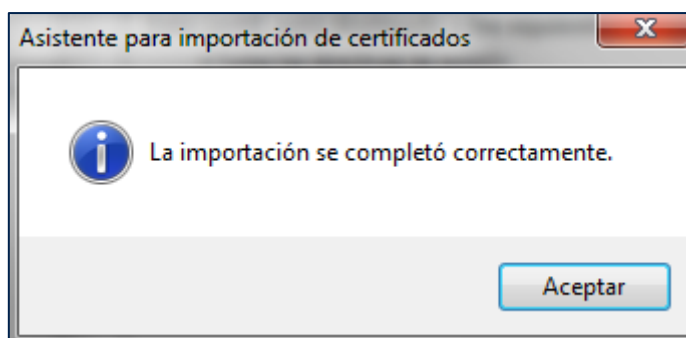 Asistente para importación de certificados
La importación se completó correctamente.
Aceptar